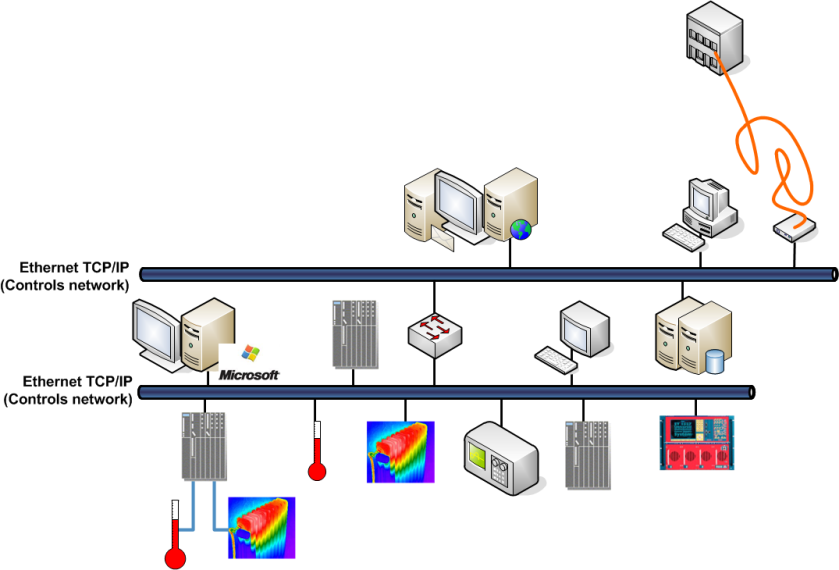 Ethernet TCP/IP
(Controls network)
Microsoft
Ethernet TCP/IP
(Controls network)